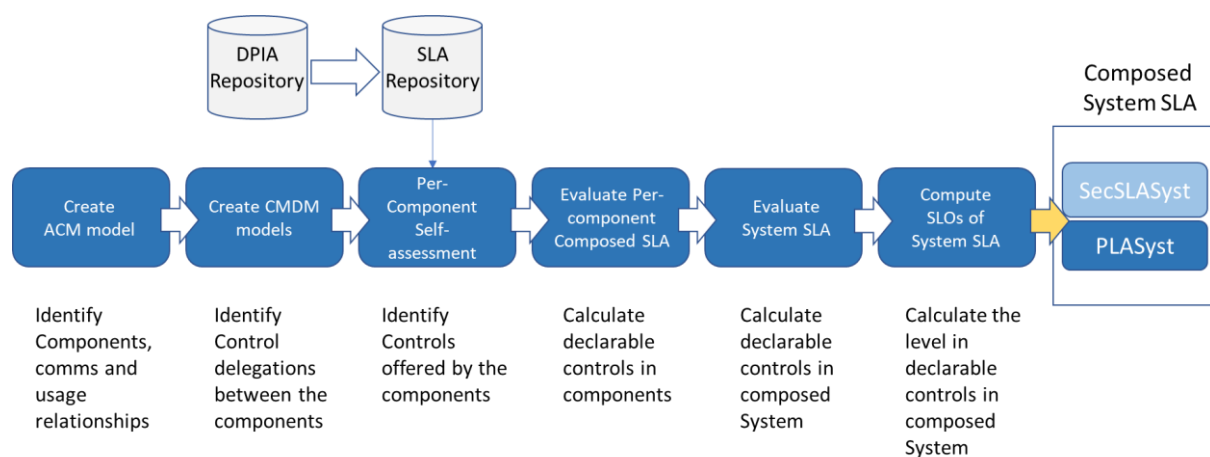 DPIA
Repository
SLA
Repository
Composed
System SLA
Create
ACM model
Create CMDM
models
Per-
Component
Self-
assessment
Evaluate Per-
component
Composed SLA
Evaluate
System SLA
Compute
SLOs of
System SLA
SecSLASyst
PLASyst
Identify
Components,
comms and
usage
relationships
Identify
Control
delegations
between the
components
Identify
Controls
offered by the
components
Calculate
declarable
controls in
components
Calculate
declarable
controls in
composed
System
Calculate the
level in
declarable
controls in
composed
System